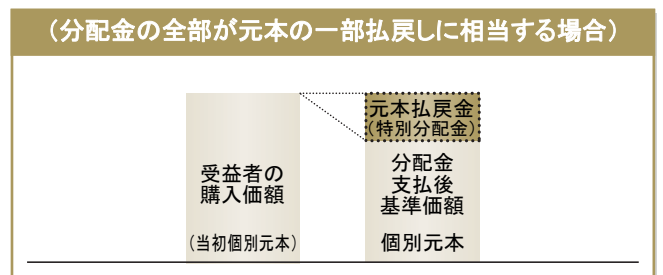 （分配金の全部が元本の一部払戻しに相当する場合）
受益者の
購入価額
（当初個別元本）
元本払戻金
（特別分配金）
分配金
支払後
基準価額
個別元本